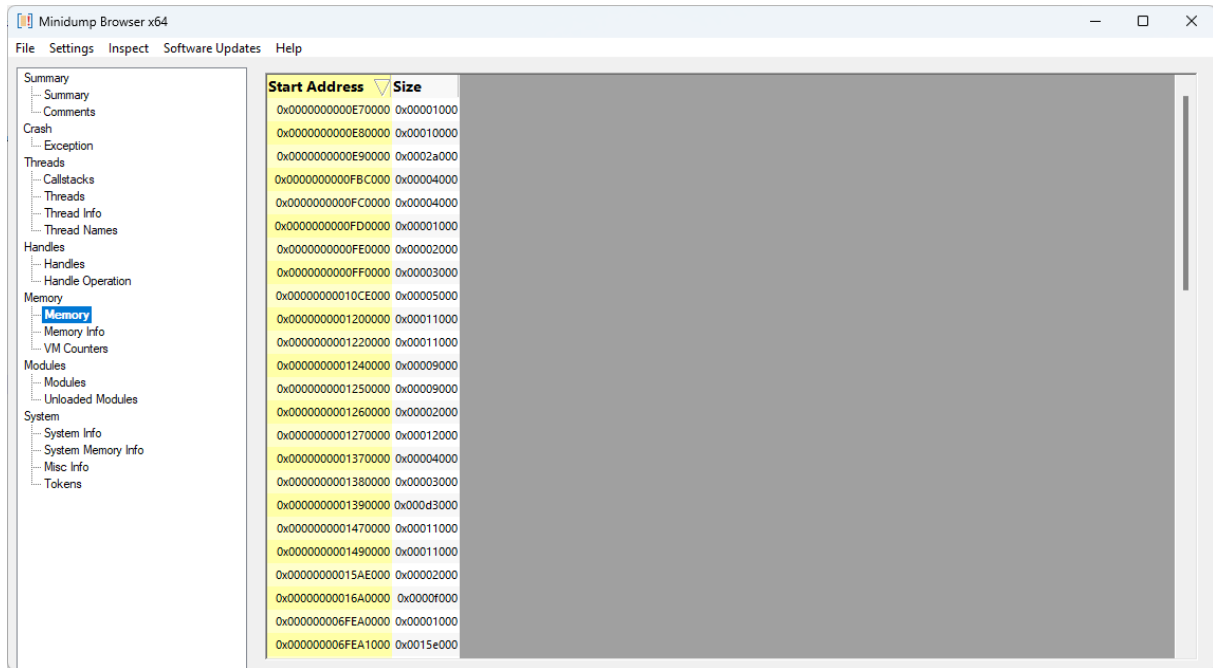 Minidump Browser x64
File Settings Inspect Software Updates Help
Summary
Summary
Comments
Crash
Exception
Threads
Callstacks
Threads
Thread Info
Thread Names
Handles
Handles
Handle Operation
Memory
Memory
Memory Info
VM Counters
Modules
Modules
Unloaded Modules
System
System Info
System Memory Info
Misc Info
Tokens
Start Address Size
0x0000000000E70000 0x00001000
0x0000000000E80000 0x00010000
0x0000000000E90000 0x0002a000
0x0000000000FBC000 0x00004000
0x0000000000FC0000 0x00004000
0x0000000000FD0000 0x00001000
0x0000000000FE0000 0x00002000
0x0000000000FF0000 0x00003000
0x00000000010CE000 0x00005000
0x0000000001200000 0x00011000
0x0000000001220000 0x00011000
0x0000000001240000 0x00009000
0x0000000001250000 0x00009000
0x0000000001260000 0x00002000
0x0000000001270000 0x00012000
0x0000000001370000 0x00004000
0x0000000001380000 0x00003000
0x0000000001390000 0x000d3000
0x0000000001470000 0x00011000
0x0000000001490000 0x00011000
0x00000000015AE000 0x00002000
0x00000000016A0000 0x0000f000
0x000000006FEA0000 0x00001000
0x000000006FEA1000 0x0015e000